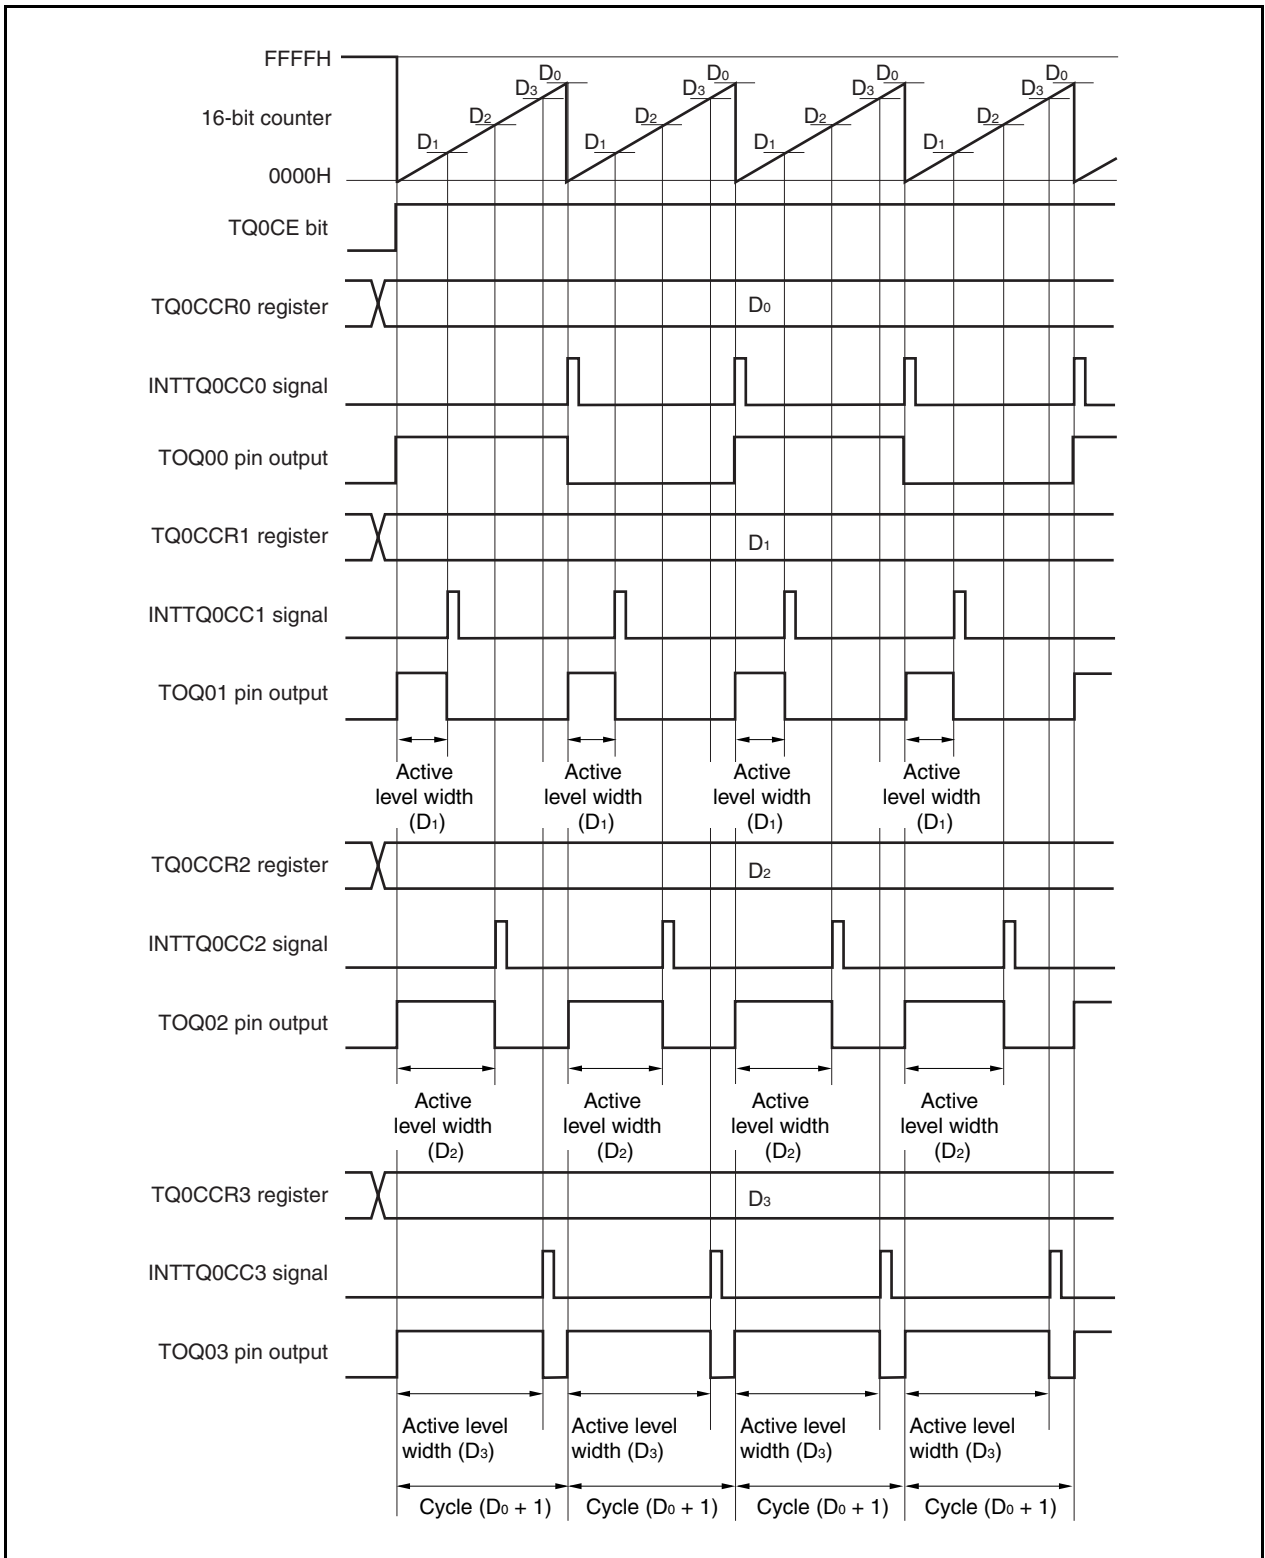 FFFFH
D0 D0 D0 D0
D3 D3 D3 D3
16-bit counter
D2 D2 D2 D2
D1 D1 D1 D1
0000H
TQ0CE bit
TQ0CCR0 register
D0
INTTQ0CC0 signal
TOQ00 pin output
TQ0CCR1 register
D1
INTTQ0CC1 signal
TOQ01 pin output
Active Active Active Active
level width level width level width level width
(D1) (D1) (D1) (D1)
TQ0CCR2 register
D2
INTTQ0CC2 signal
TOQ02 pin output
Active Active Active Active
level width level width level width level width
(D2) (D2) (D2) (D2)
TQ0CCR3 register
D3
INTTQ0CC3 signal
TOQ03 pin output
Active level Active level Active level Active level
width (D3) width (D3) width (D3) width (D3)
Cycle (D0 + 1) Cycle (D0 + 1) Cycle (D0 + 1) Cycle (D0 + 1)